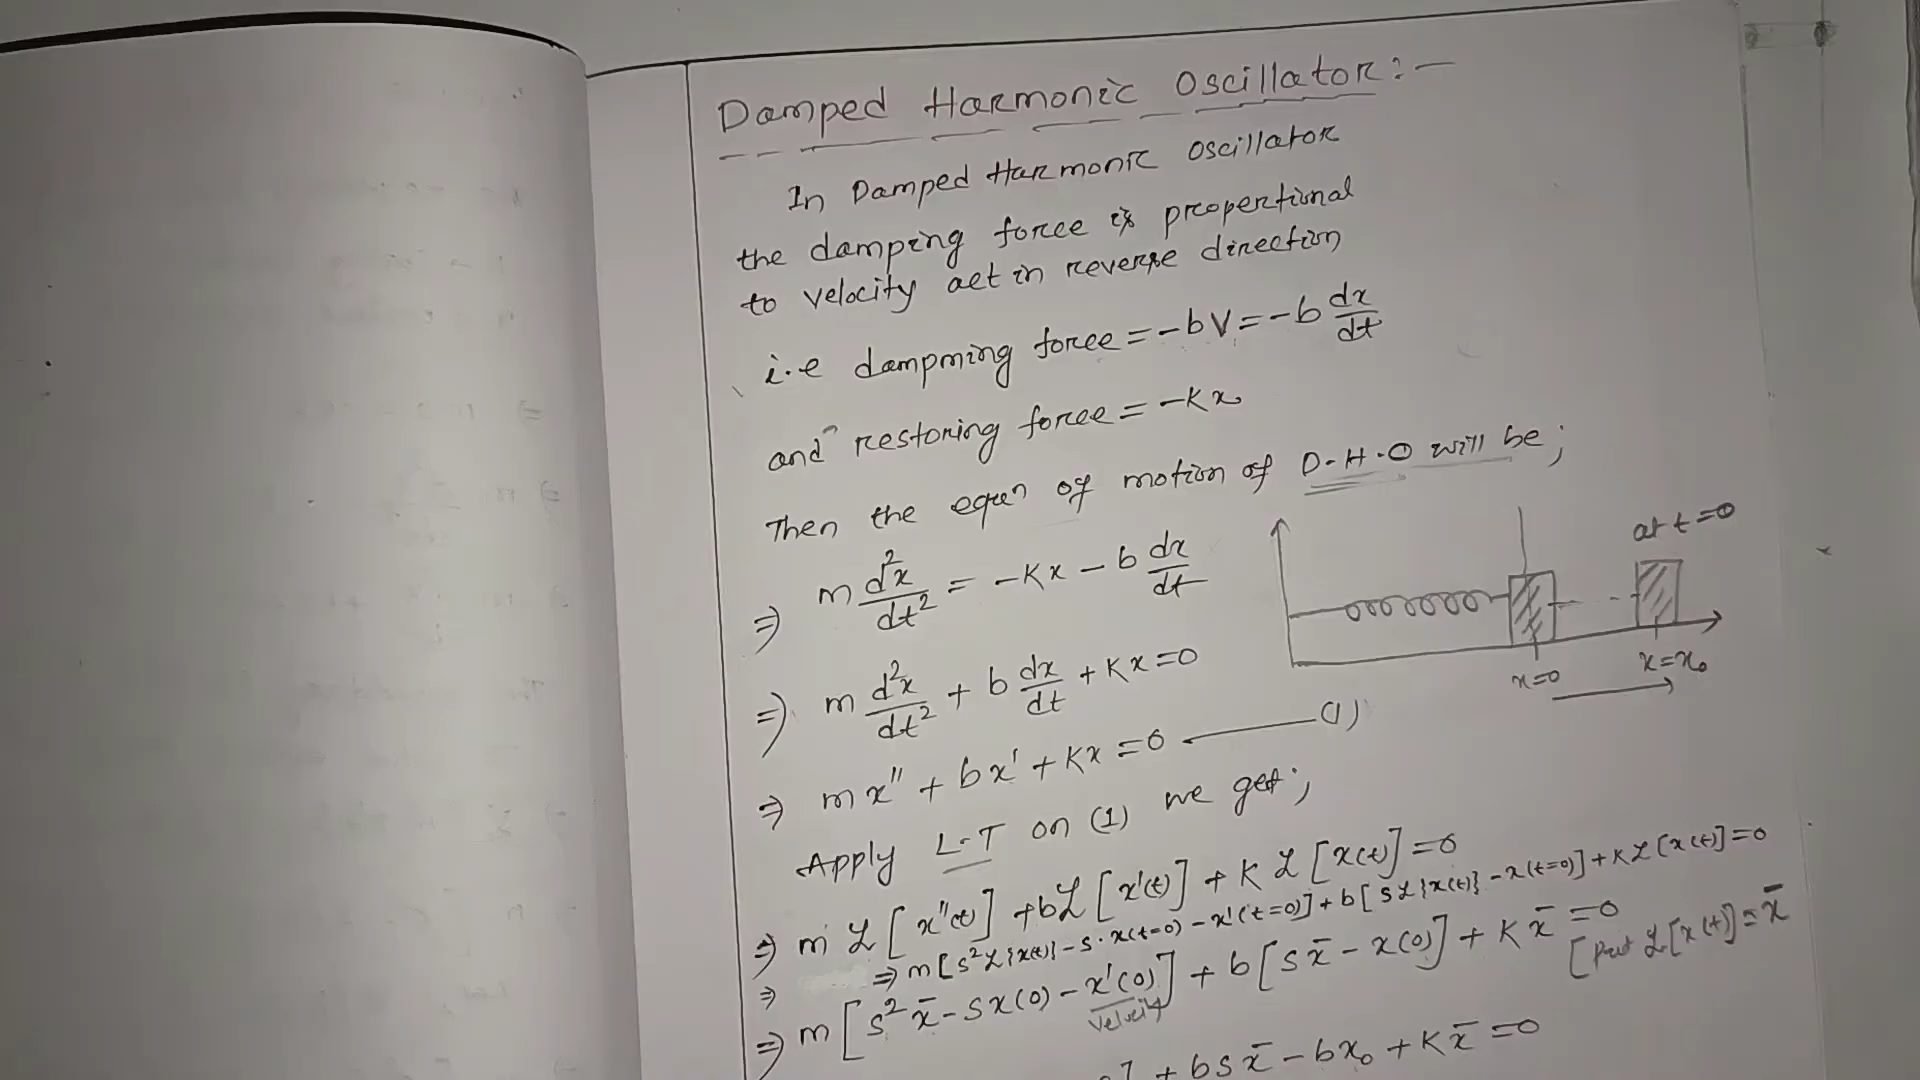 Damped Harmonic Oscillator:-
In Damped Harmonic Oscillator
the damping force is propertional
to velocity act in reverse direction
i.e dampming force = -bV = -b dx/dt
and restoring force = -Kx
Then the equen of motion of D-H-O will be;
⇒ m d²x/dt² = -Kx - b dx/dt
at t=0
x=0
x=x₀
⇒ m d²x/dt² + b dx/dt + Kx = 0
⇒ mx'' + bx' + Kx = 0 —— (1)
Apply L-T on (1) we get;
⇒ m ℒ[x''(t)] + bℒ[x'(t)] + K ℒ[x(t)] = 0
⇒ m[s²ℒ{x(t)} - s·x(t=0) - x'(t=0)] + b[sℒ{x(t)} - x(t=0)] + Kℒ[x(t)] = 0
⇒
⇒ m[s²x̄ - sx(0) - x'(0)] + b[sx̄ - x(0)] + Kx̄ = 0
velocity
[Put ℒ[x(t)] = x̄
] + bsx̄ - bx₀ + Kx̄ = 0